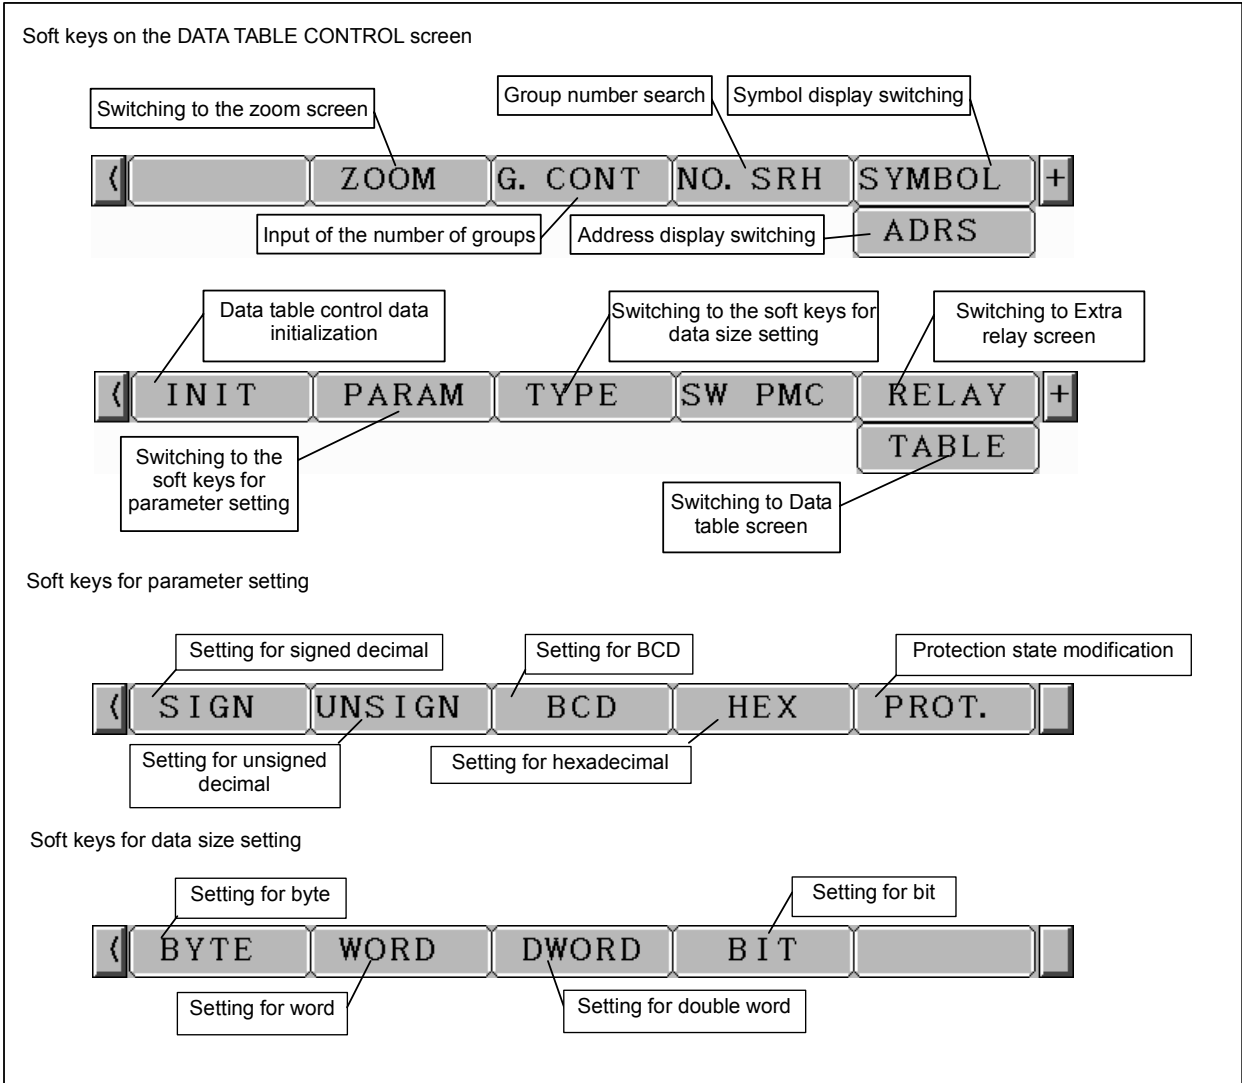 Soft keys on the DATA TABLE CONTROL screen
Group number search
Symbol display switching
Switching to the zoom screen
⟨ ZOOM G. CONT NO. SRH SYMBOL +
Input of the number of groups
Address display switching
ADRS
Data table control data
initialization
Switching to the soft keys for
data size setting
Switching to Extra
relay screen
⟨ INIT PARAM TYPE SW PMC RELAY +
TABLE
Switching to the
soft keys for
parameter setting
Switching to Data
table screen
Soft keys for parameter setting
Setting for signed decimal
Setting for BCD
Protection state modification
⟨ SIGN UNSIGN BCD HEX PROT.
Setting for unsigned
decimal
Setting for hexadecimal
Soft keys for data size setting
Setting for byte
Setting for bit
⟨ BYTE WORD DWORD BIT
Setting for word
Setting for double word